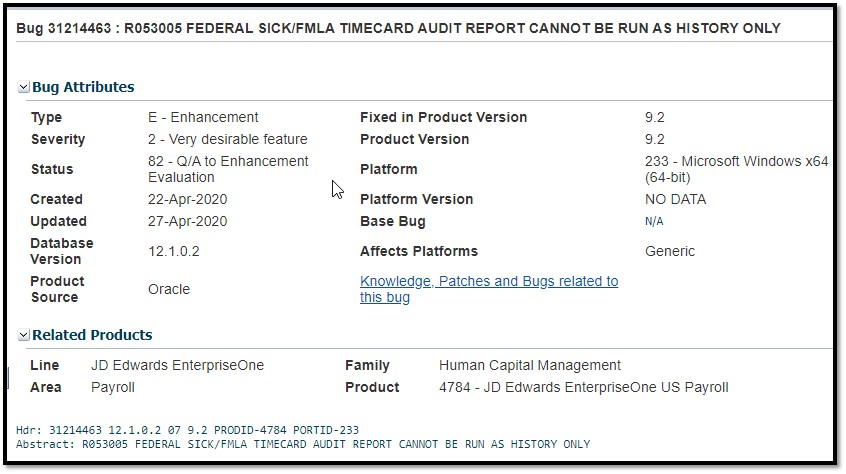 Bug 31214463 : R053005 FEDERAL SICK/FMLA TIMECARD AUDIT REPORT CANNOT BE RUN AS HISTORY ONLY
Bug Attributes
Type E - Enhancement Fixed in Product Version 9.2
Severity 2 - Very desirable feature Product Version 9.2
Status 82 - Q/A to Enhancement Evaluation Platform 233 - Microsoft Windows x64 (64-bit)
Created 22-Apr-2020 Platform Version NO DATA
Updated 27-Apr-2020 Base Bug N/A
Database Version 12.1.0.2 Affects Platforms Generic
Product Source Oracle Knowledge, Patches and Bugs related to this bug
Related Products
Line JD Edwards EnterpriseOne Family Human Capital Management
Area Payroll Product 4784 - JD Edwards EnterpriseOne US Payroll
Hdr: 31214463 12.1.0.2 07 9.2 PRODID-4784 PORTID-233
Abstract: R053005 FEDERAL SICK/FMLA TIMECARD AUDIT REPORT CANNOT BE RUN AS HISTORY ONLY